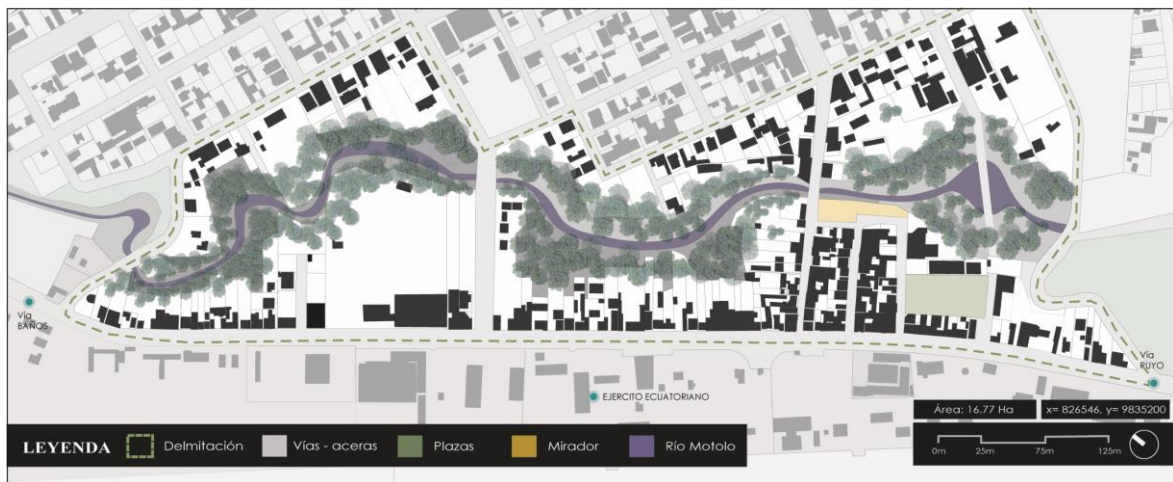 Vía
BAÑOS
EJERCITO ECUATORIANO
Vía
RUYO
Área: 16.77 Ha
x= 826546, y= 9835200
LEYENDA
Delmitación
Vías - aceras
Plazas
Mirador
Río Motolo
0m 25m 75m 125m